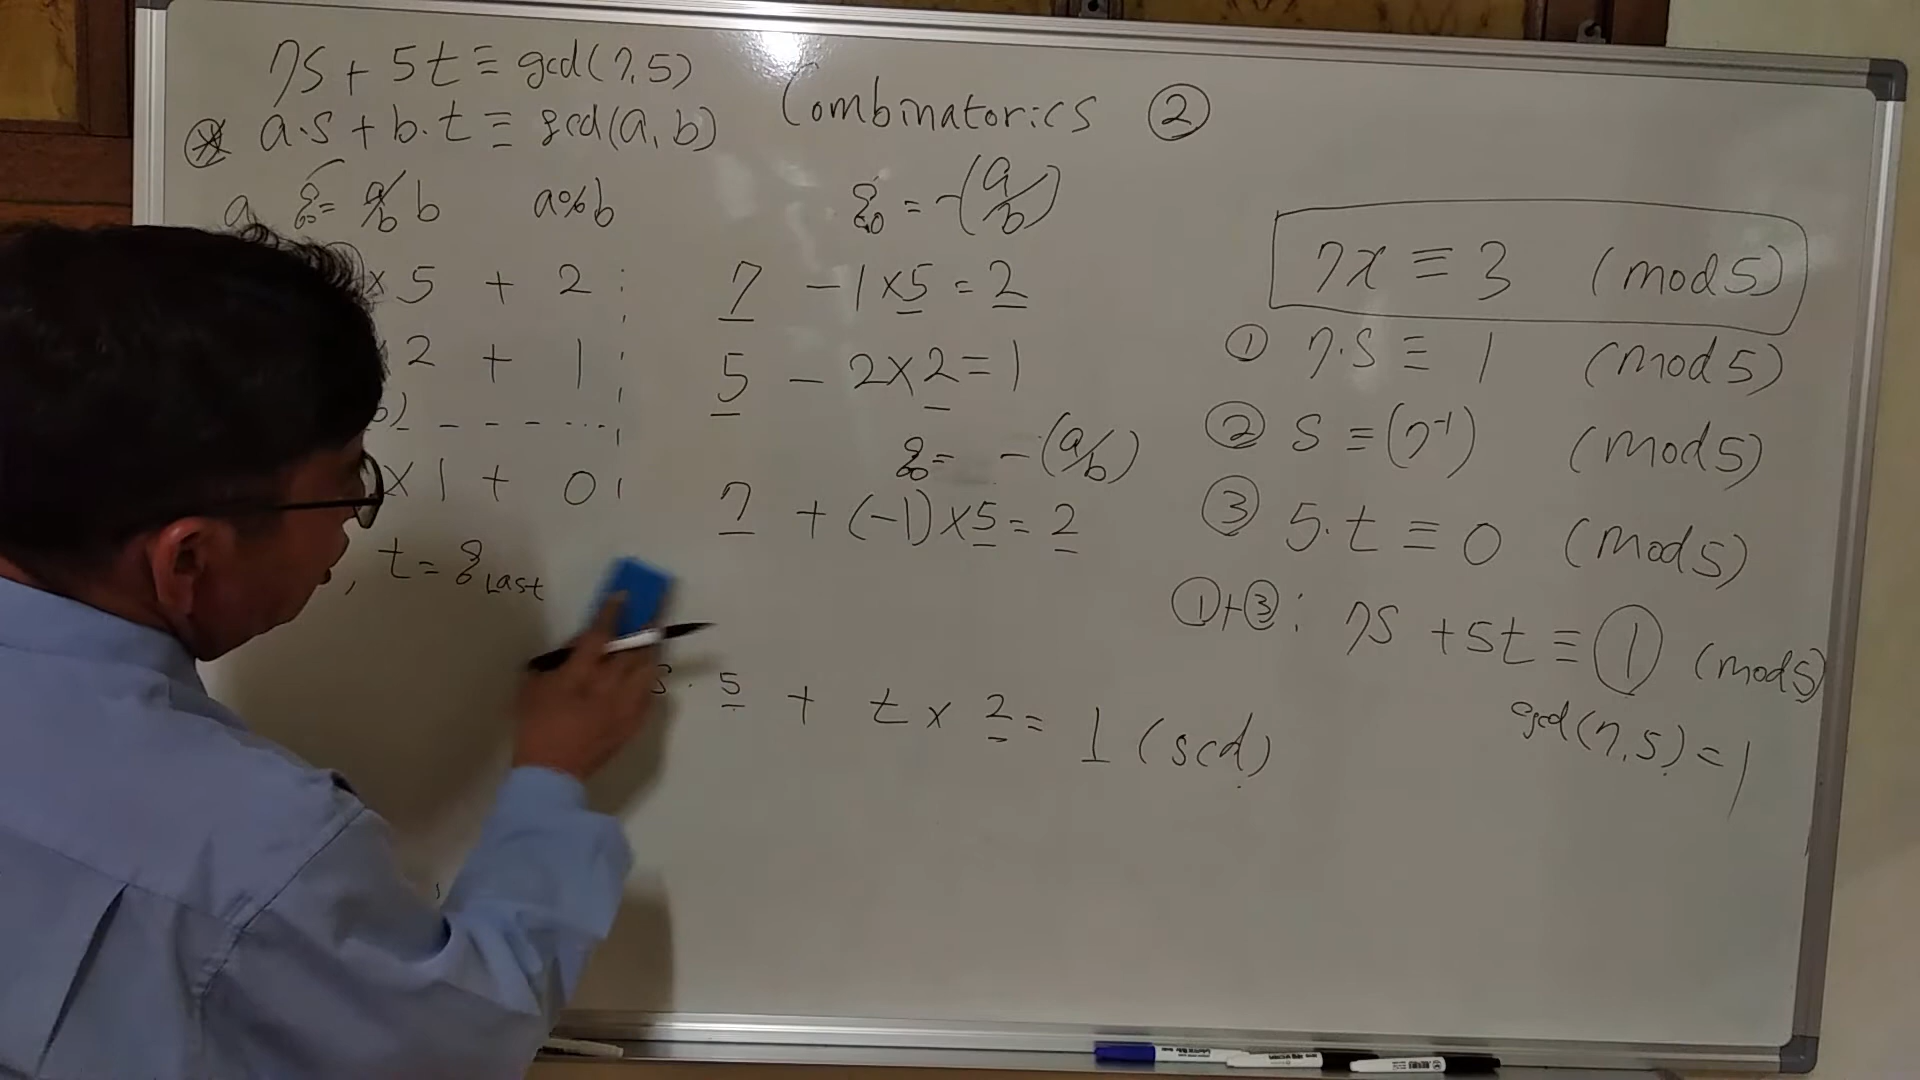 7s + 5t ≡ gcd(7,5)
⊛ a·s + b·t ≡ gcd(a, b)
Combinatorics ②
a q= a/b b a%b
q = -(a/b)
× 5 + 2
2 + 1
× 1 + 0
, t = q Last
7 - 1 × 5 = 2
5 - 2 × 2 = 1
q = - (a/b)
7 + (-1) × 5 = 2
s · 5 + t × 2 = 1 (gcd)
7x ≡ 3 (mod 5)
① 7·s ≡ 1 (mod 5)
② s ≡ (7⁻¹) (mod 5)
③ 5·t ≡ 0 (mod 5)
①+③: 7s + 5t ≡ 1 (mod 5)
gcd(7,5) = 1